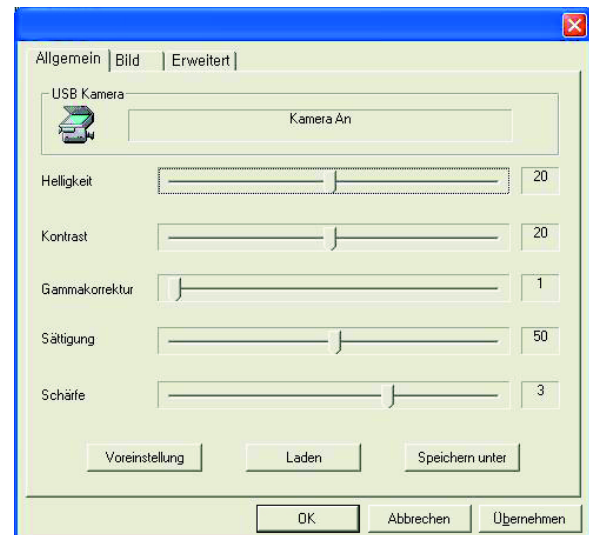 Allgemein Bild Erweitert
USB Kamera
Kamera An
Helligkeit 20
Kontrast 20
Gammakorrektur 1
Sättigung 50
Schärfe 3
Voreinstellung Laden Speichern unter
OK Abbrechen Übernehmen